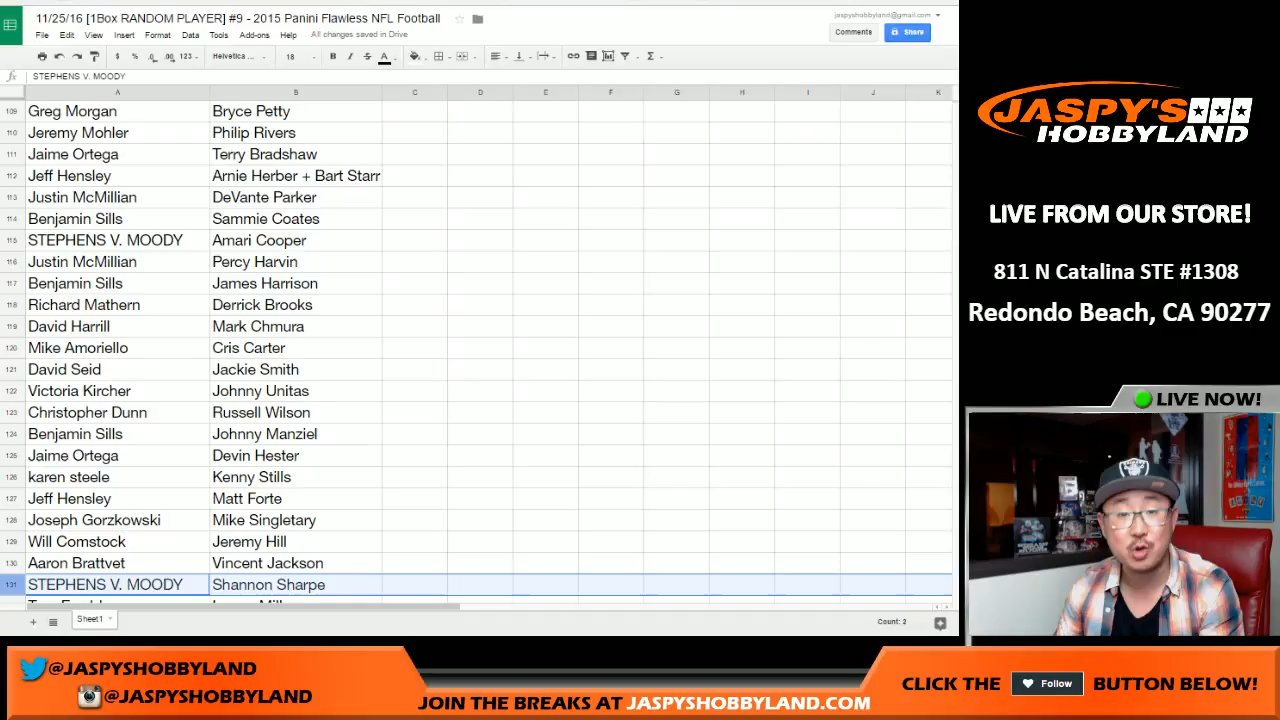 11/25/16 [1Box RANDOM PLAYER] #9 - 2015 Panini Flawless NFL Football
jaspyshobbyland@gmail.com
File Edit View Insert Format Data Tools Add-ons Help All changes saved in Drive
Comments Share
$ % .0 .00 123 Helvetica ... 18 B I S A
fx STEPHENS V. MOODY
A B C D E F G H I J K
109 Greg Morgan Bryce Petty
110 Jeremy Mohler Philip Rivers
111 Jaime Ortega Terry Bradshaw
112 Jeff Hensley Arnie Herber + Bart Starr
113 Justin McMillian DeVante Parker
114 Benjamin Sills Sammie Coates
115 STEPHENS V. MOODY Amari Cooper
116 Justin McMillian Percy Harvin
117 Benjamin Sills James Harrison
118 Richard Mathern Derrick Brooks
119 David Harrill Mark Chmura
120 Mike Amoriello Cris Carter
121 David Seid Jackie Smith
122 Victoria Kircher Johnny Unitas
123 Christopher Dunn Russell Wilson
124 Benjamin Sills Johnny Manziel
125 Jaime Ortega Devin Hester
126 karen steele Kenny Stills
127 Jeff Hensley Matt Forte
128 Joseph Gorzkowski Mike Singletary
129 Will Comstock Jeremy Hill
130 Aaron Brattvet Vincent Jackson
131 STEPHENS V. MOODY Shannon Sharpe
Sheet1
Count: 2
JASPY'S
HOBBYLAND
LIVE FROM OUR STORE!
811 N Catalina STE #1308
Redondo Beach, CA 90277
LIVE NOW!
@JASPYSHOBBYLAND
@JASPYSHOBBYLAND
JOIN THE BREAKS AT JASPYSHOBBYLAND.COM
CLICK THE Follow BUTTON BELOW!